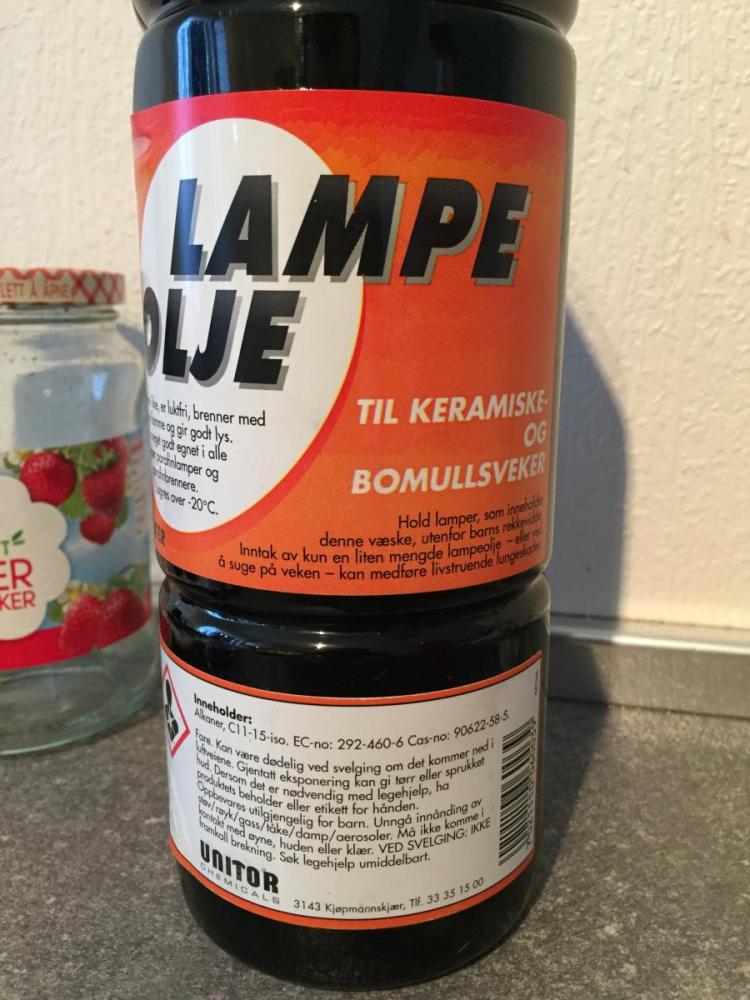 LAMPE
OLJE
er luktfri, brenner med
og gir godt lys.
godt egnet i alle
parafinlamper og
over -20°C.
TIL KERAMISKE-
OG
BOMULLSVEKER
Hold lamper, som inneholder
denne væske, utenfor barns rekkevidde.
Inntak av kun en liten mengde lampeolje – eller ved
å suge på veken – kan medføre livstruende lungeskader.
LETT Å ÅPNE
ER
KER
Inneholder:
Alkaner, C11-15-iso. EC-no: 292-460-6 Cas-no: 90622-58-5.
Fare. Kan være dødelig ved svelging om det kommer ned i
luftveiene. Gjentatt eksponering kan gi tørr eller sprukket
hud. Dersom det er nødvendig med legehjelp, ha
produktets beholder eller etikett for hånden.
Oppbevares utilgjengelig for barn. Unngå innånding av
støv/røyk/gass/tåke/damp/aerosoler. Må ikke komme i
kontakt med øyne, huden eller klær. VED SVELGING: IKKE
framkall brekning. Søk legehjelp umiddelbart.
UNITOR
CHEMICALS
3143 Kjøpmannskjær, Tlf. 33 35 15 00